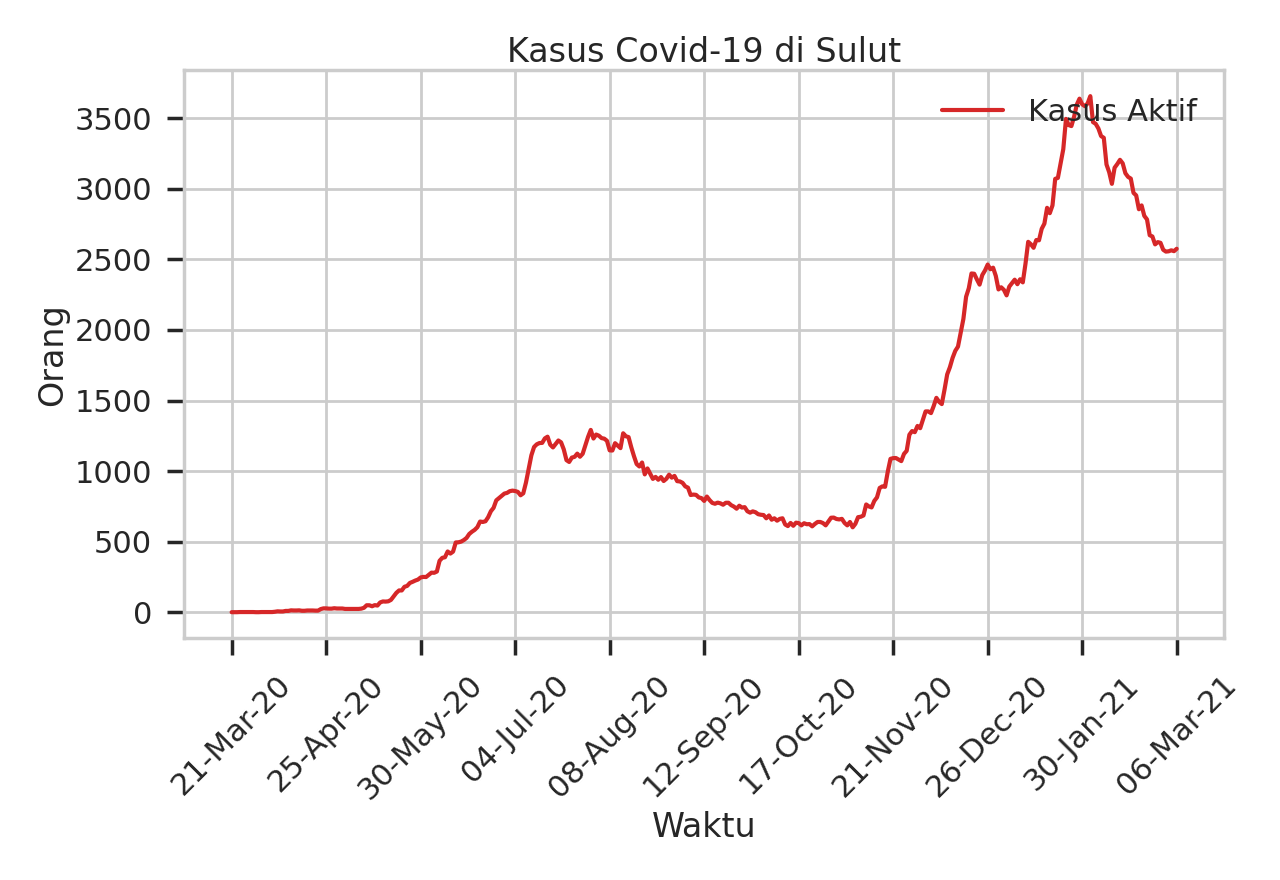 Kasus Covid-19 di Sulut
Kasus Aktif
Orang
3500
3000
2500
2000
1500
1000
500
0
21-Mar-20
25-Apr-20
30-May-20
04-Jul-20
08-Aug-20
12-Sep-20
17-Oct-20
21-Nov-20
26-Dec-20
30-Jan-21
06-Mar-21
Waktu